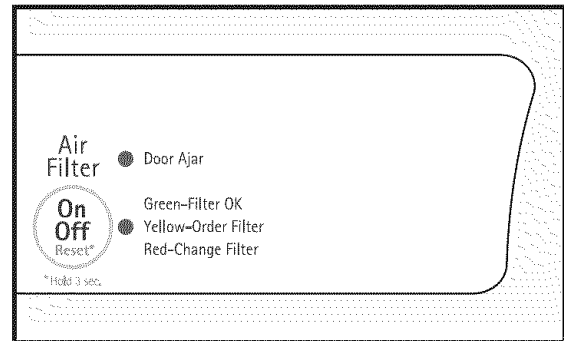 Air
Filter
Door Ajar
On
Off
Reset*
*Hold 3 sec.
Green-Filter OK
Yellow-Order Filter
Red-Change Filter